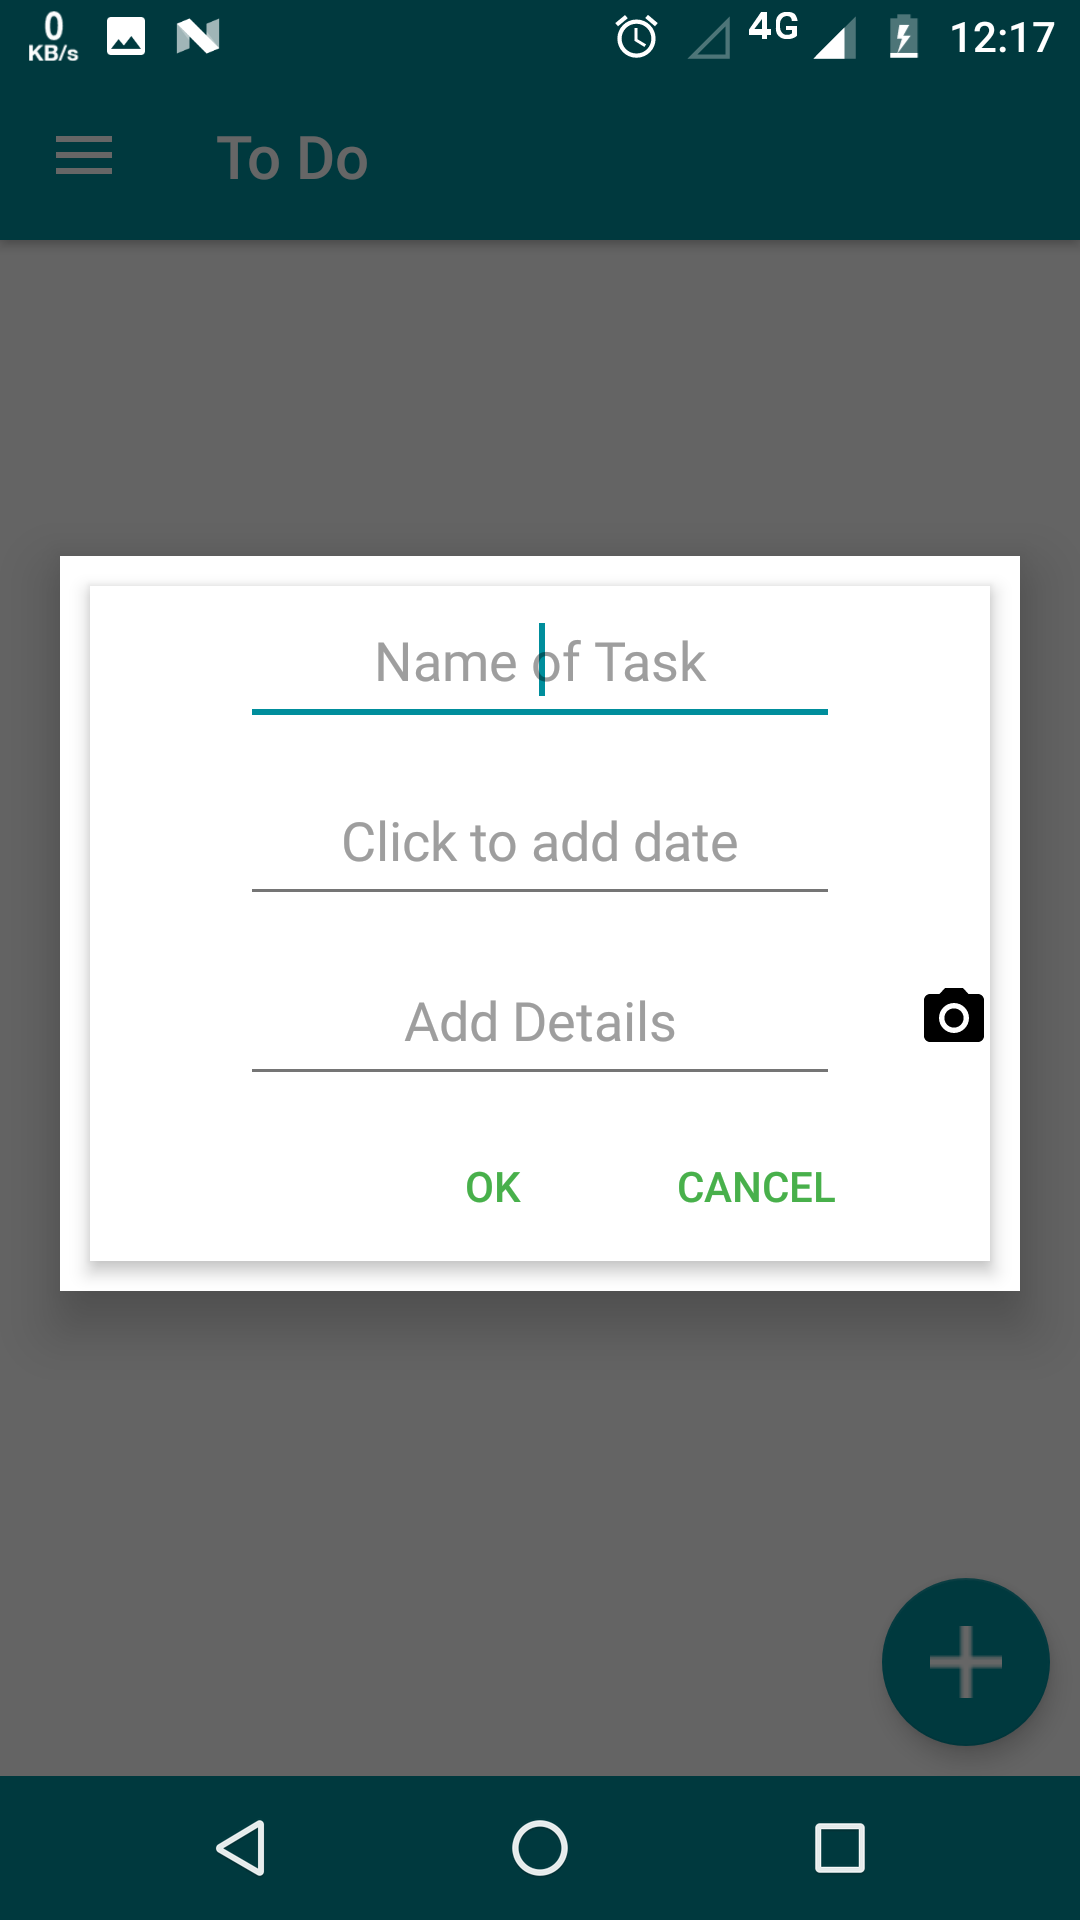 0
KB/s
4G
12:17
To Do
Name of Task
Click to add date
Add Details
OK CANCEL